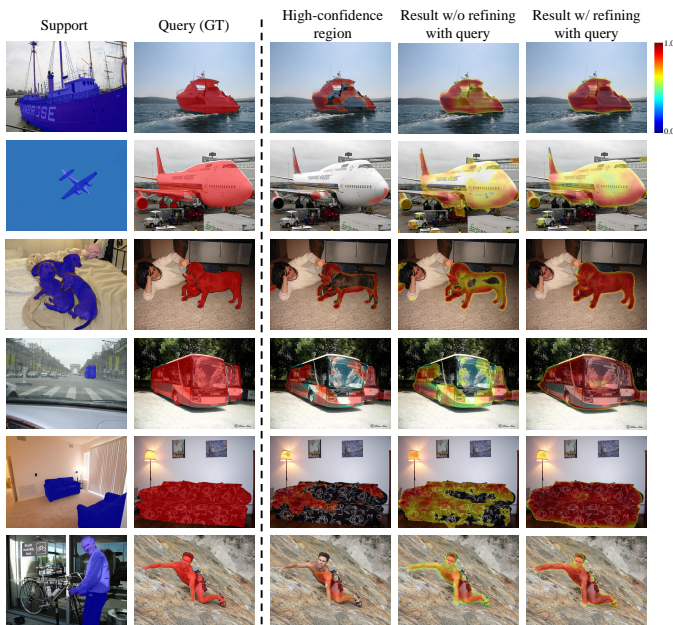 Support
Query (GT)
High-confidence
region
Result w/o refining
with query
Result w/ refining
with query
1.0
0.0